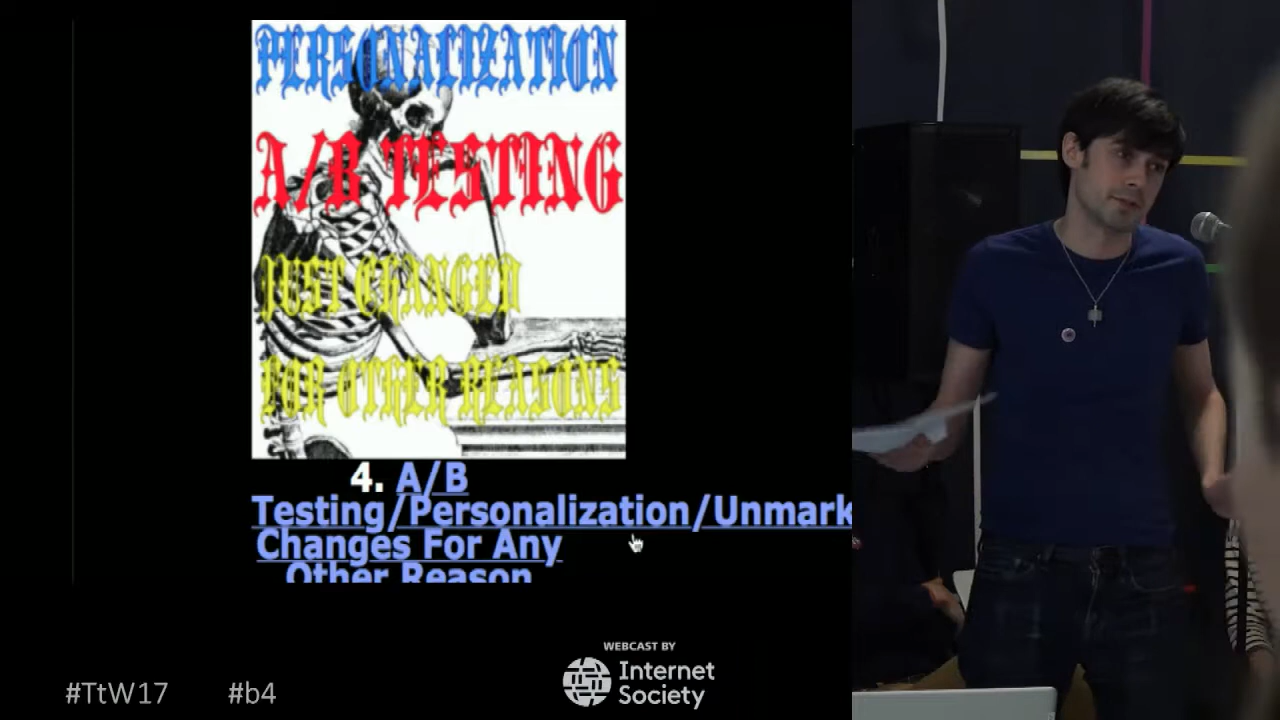 PERSONALIZATION
A/B TESTING
JUST CHANGED
FOR OTHER REASONS
4. A/B
Testing/Personalization/Unmark
Changes For Any
Other Reason
WEBCAST BY
Internet
Society
#TtW17 #b4